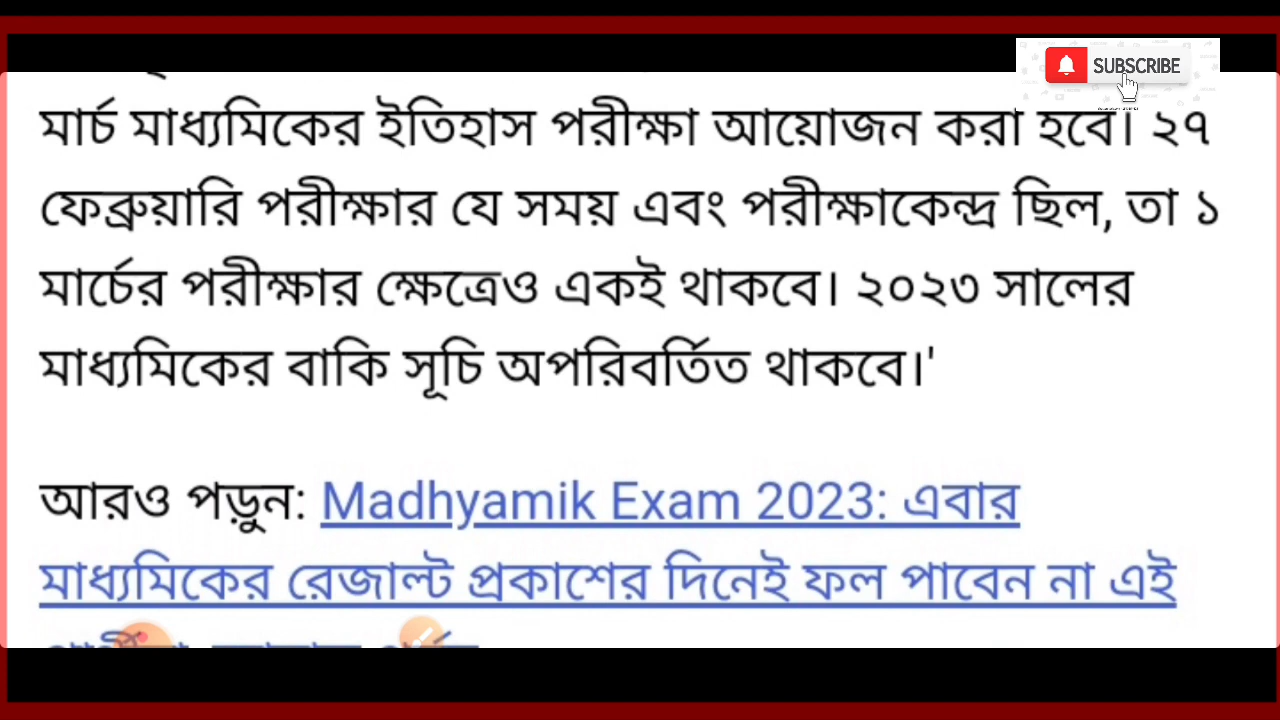 SUBSCRIBE
মার্চ মাধ্যমিকের ইতিহাস পরীক্ষা আয়োজন করা হবে। ২৭
ফেব্রুয়ারি পরীক্ষার যে সময় এবং পরীক্ষাকেন্দ্র ছিল, তা ১
মার্চের পরীক্ষার ক্ষেত্রেও একই থাকবে। ২০২৩ সালের
মাধ্যমিকের বাকি সূচি অপরিবর্তিত থাকবে।'
আরও পড়ুন: Madhyamik Exam 2023: এবার
মাধ্যমিকের রেজাল্ট প্রকাশের দিনেই ফল পাবেন না এই